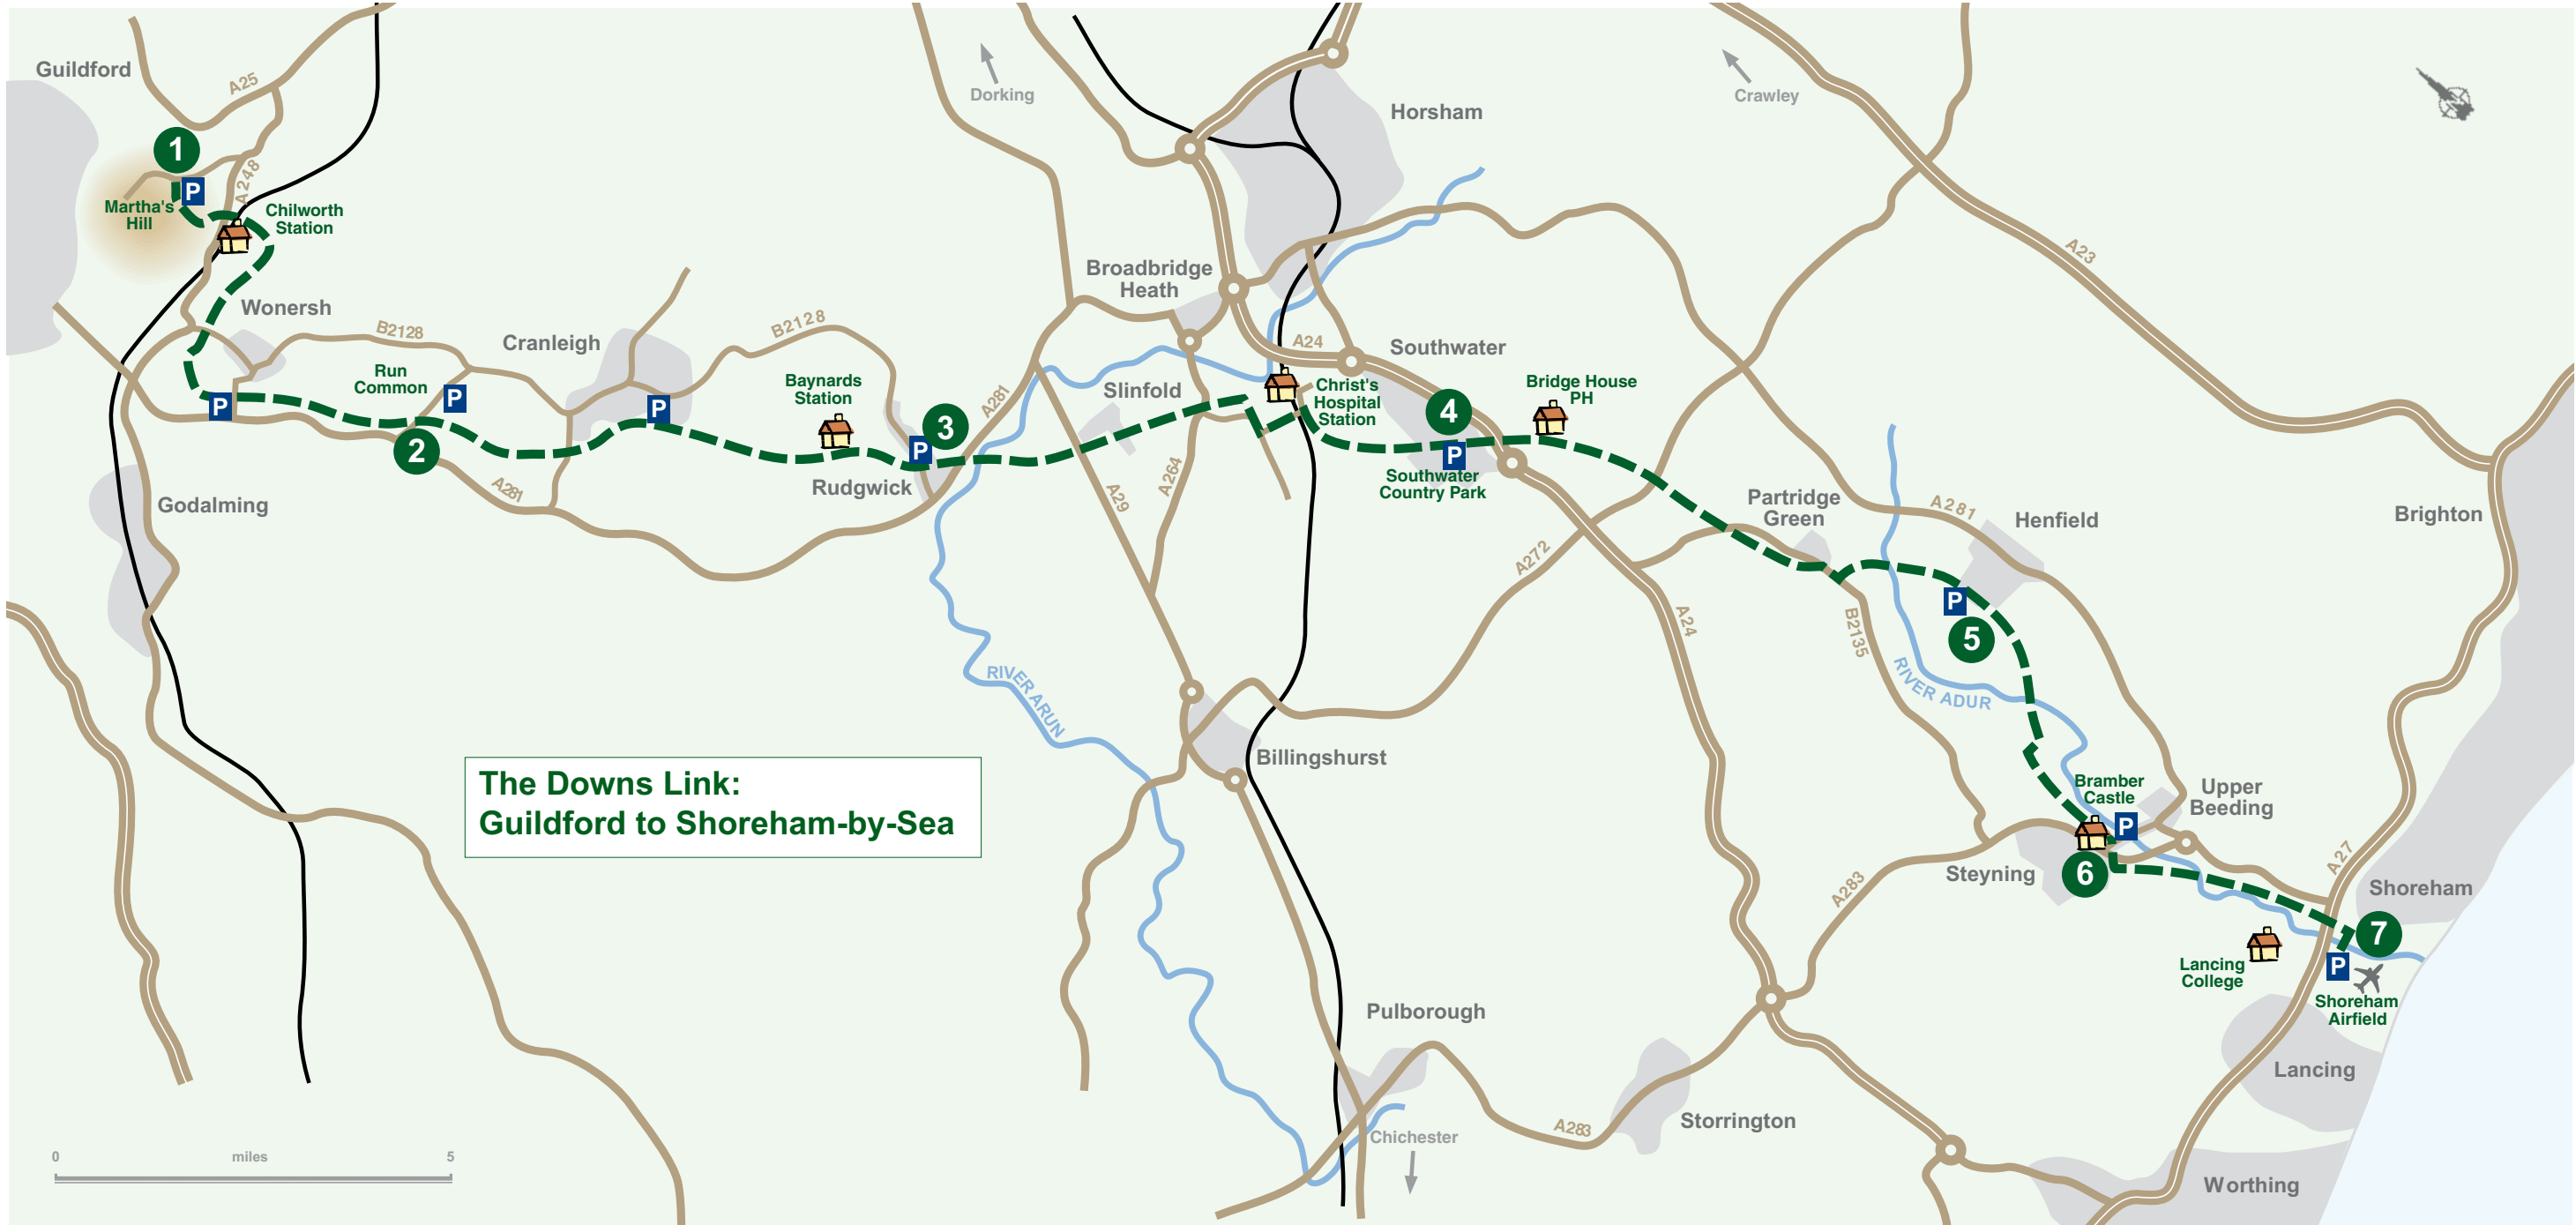 Guildford
A25
1
P
Martha's
Hill
A248
Chilworth
Station
Wonersh
B2128
Run
Common
P
P
2
Cranleigh
P
B2128
Baynards
Station
3
P
Rudgwick
A281
A281
Godalming
Dorking
Crawley
Horsham
Broadbridge
Heath
Slinfold
A24
Southwater
Christ's
Hospital
Station
4
P
Southwater
Country Park
Bridge House
PH
A29
A264
A272
A23
Partridge
Green
A281
Henfield
Brighton
P
5
B2135
A24
RIVER ARUN
RIVER ADUR
Billingshurst
The Downs Link:
Guildford to Shoreham-by-Sea
Bramber
Castle
P
Upper
Beeding
Steyning
6
A283
A27
Shoreham
7
P
Lancing
College
Shoreham
Airfield
Lancing
Pulborough
Storrington
A283
Chichester
Worthing
0 miles 5